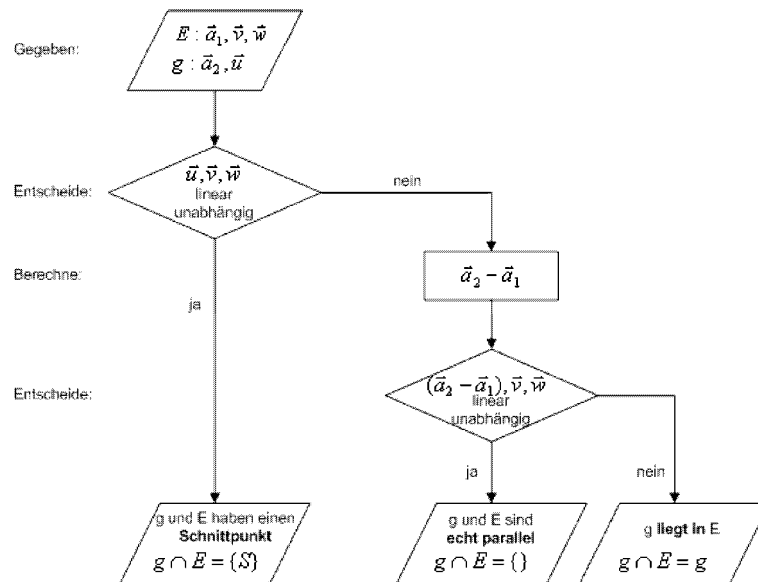 Gegeben:
E : a⃗₁, v⃗, w⃗
g : a⃗₂, u⃗
Entscheide:
u⃗, v⃗, w⃗
linear
unabhängig
nein
Berechne:
a⃗₂ − a⃗₁
ja
Entscheide:
(a⃗₂ − a⃗₁), v⃗, w⃗
linear
unabhängig
ja
nein
g und E haben einen
Schnittpunkt
g ∩ E = {S}
g und E sind
echt parallel
g ∩ E = {}
g liegt in E
g ∩ E = g